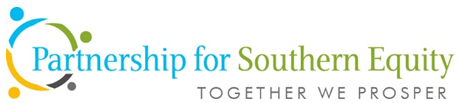 Partnership for Southern Equity
TOGETHER WE PROSPER